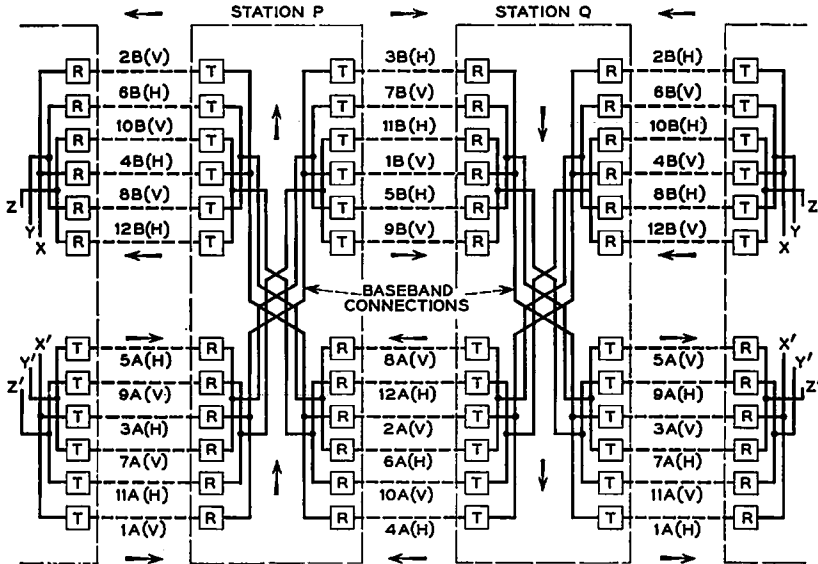 STATION P STATION Q
2B(V) 3B(H) 2B(H)
R T T R R T
6B(H) 7B(V) 6B(V)
R T T R R T
10B(V) 11B(H) 10B(H)
R T T R R T
4B(H) 1B(V) 4B(V)
R T T R R T
8B(V) 5B(H) 8B(H)
Z R T T R R T Z
Y Y
12B(H) 9B(V) 12B(V)
X R T T R R T X
BASEBAND
CONNECTIONS
X' X'
T R R T T R
Y' 5A(H) 8A(V) 5A(V) Y'
Z' T R R T T R Z'
9A(V) 12A(H) 9A(H)
T R R T T R
3A(H) 2A(V) 3A(V)
T R R T T R
7A(V) 6A(H) 7A(H)
T R R T T R
11A(H) 10A(V) 11A(V)
T R R T T R
1A(V) 4A(H) 1A(H)